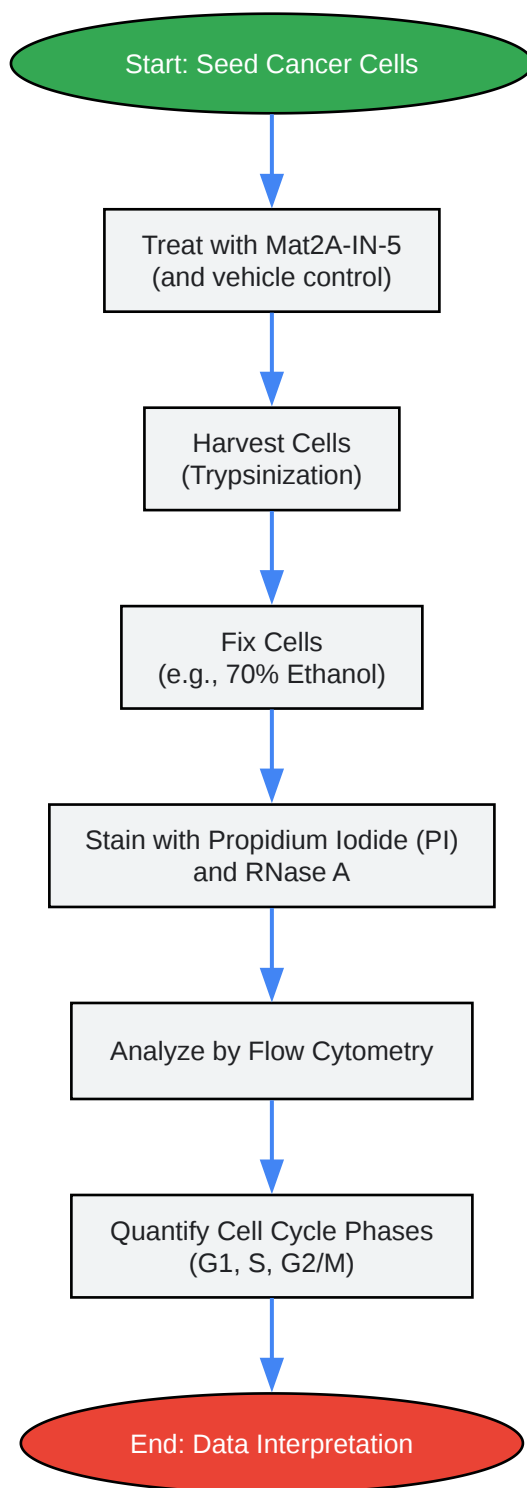 Start: Seed Cancer Cells
Treat with Mat2A-IN-5
(and vehicle control)
Harvest Cells
(Trypsinization)
Fix Cells
(e.g., 70% Ethanol)
Stain with Propidium Iodide (PI)
and RNase A
Analyze by Flow Cytometry
Quantify Cell Cycle Phases
(G1, S, G2/M)
End: Data Interpretation